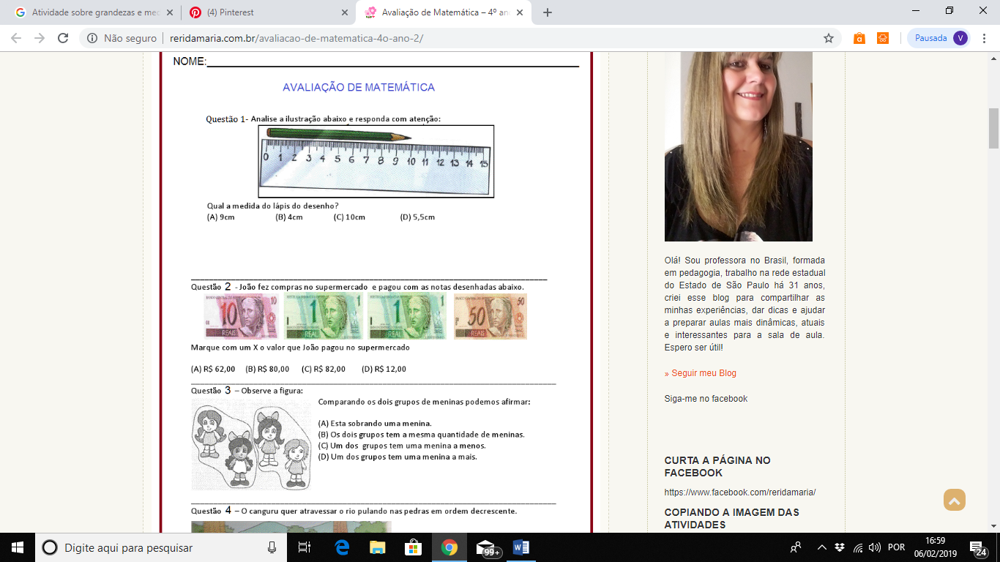 Atividade sobre grandezas e med
(4) Pinterest
Avaliação de Matemática – 4º an
Não seguro
reridamaria.com.br/avaliacao-de-matematica-4o-ano-2/
Pausada
V
NOME:
AVALIAÇÃO DE MATEMÁTICA
Questão 1- Analise a ilustração abaixo e responda com atenção:
0 1 2 3 4 5 6 7 8 9 10 11 12 13 14 15
Qual a medida do lápis do desenho?
(A) 9cm (B) 4cm (C) 10cm (D) 5,5cm
Questão 2 - João fez compras no supermercado e pagou com as notas desenhadas abaixo.
10 10 REAIS
1 1 REAL
1 1 REAL
50 50 REAIS
Marque com um X o valor que João pagou no supermercado
(A) R$ 62,00 (B) R$ 80,00 (C) R$ 82,00 (D) R$ 12,00
Questão 3 – Observe a figura:
Comparando os dois grupos de meninas podemos afirmar:
(A) Esta sobrando uma menina.
(B) Os dois grupos tem a mesma quantidade de meninas.
(C) Um dos grupos tem uma menina a menos.
(D) Um dos grupos tem uma menina a mais.
Questão 4 – O canguru quer atravessar o rio pulando nas pedras em ordem decrescente.
Olá! Sou professora no Brasil, formada
em pedagogia, trabalho na rede estadual
do Estado de São Paulo há 31 anos,
criei esse blog para compartilhar as
minhas experiências, dar dicas e ajudar
a preparar aulas mais dinâmicas, atuais
e interessantes para a sala de aula.
Espero ser útil!
» Seguir meu Blog
Siga-me no facebook
CURTA A PÁGINA NO
FACEBOOK
https://www.facebook.com/reridamaria/
COPIANDO A IMAGEM DAS
ATIVIDADES
Digite aqui para pesquisar
99+
POR
16:59
06/02/2019
24